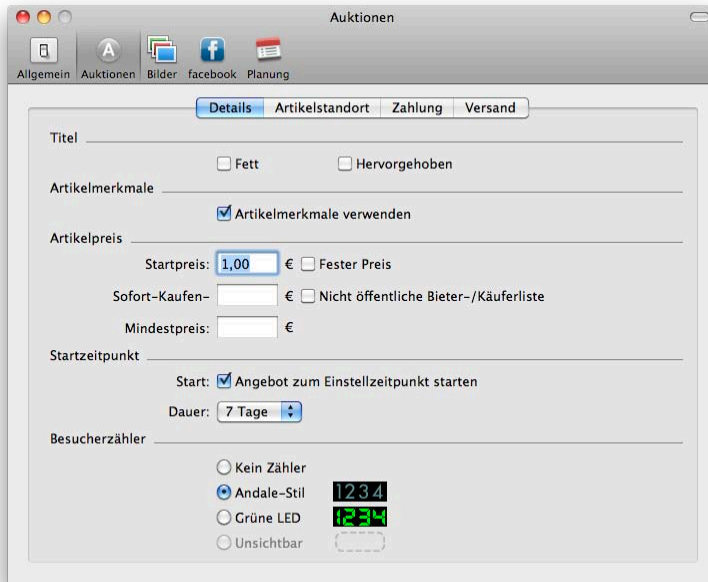 Auktionen
Allgemein Auktionen Bilder facebook Planung
Details Artikelstandort Zahlung Versand
Titel
Fett Hervorgehoben
Artikelmerkmale
Artikelmerkmale verwenden
Artikelpreis
Startpreis: 1,00 € Fester Preis
Sofort-Kaufen- € Nicht öffentliche Bieter-/Käuferliste
Mindestpreis: €
Startzeitpunkt
Start: Angebot zum Einstellzeitpunkt starten
Dauer: 7 Tage
Besucherzähler
Kein Zähler
Andale-Stil 1234
Grüne LED 1234
Unsichtbar